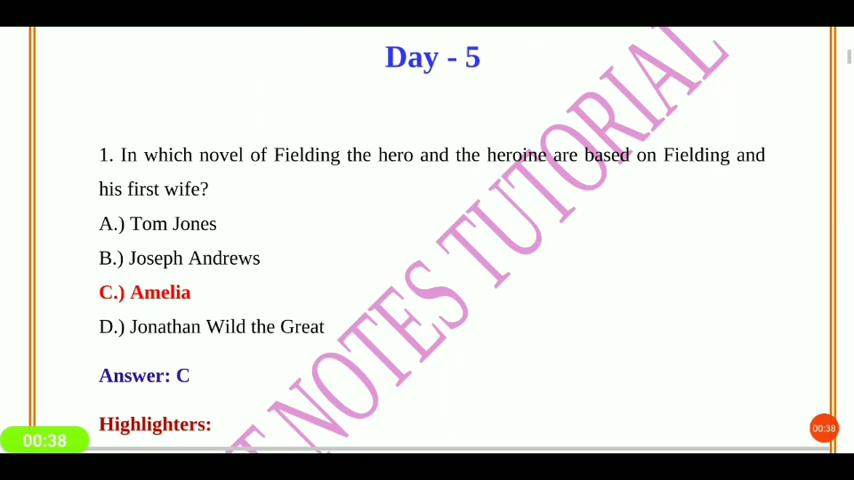 Day - 5
1. In which novel of Fielding the hero and the heroine are based on Fielding and
his first wife?
A.) Tom Jones
B.) Joseph Andrews
C.) Amelia
D.) Jonathan Wild the Great
Answer: C
Highlighters:
NOTES TUTORIAL
00:38
00:38